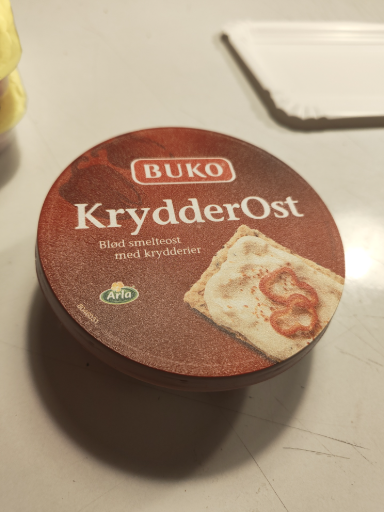 BUKO
KrydderOst
Blød smelteost
med krydderier
Arla